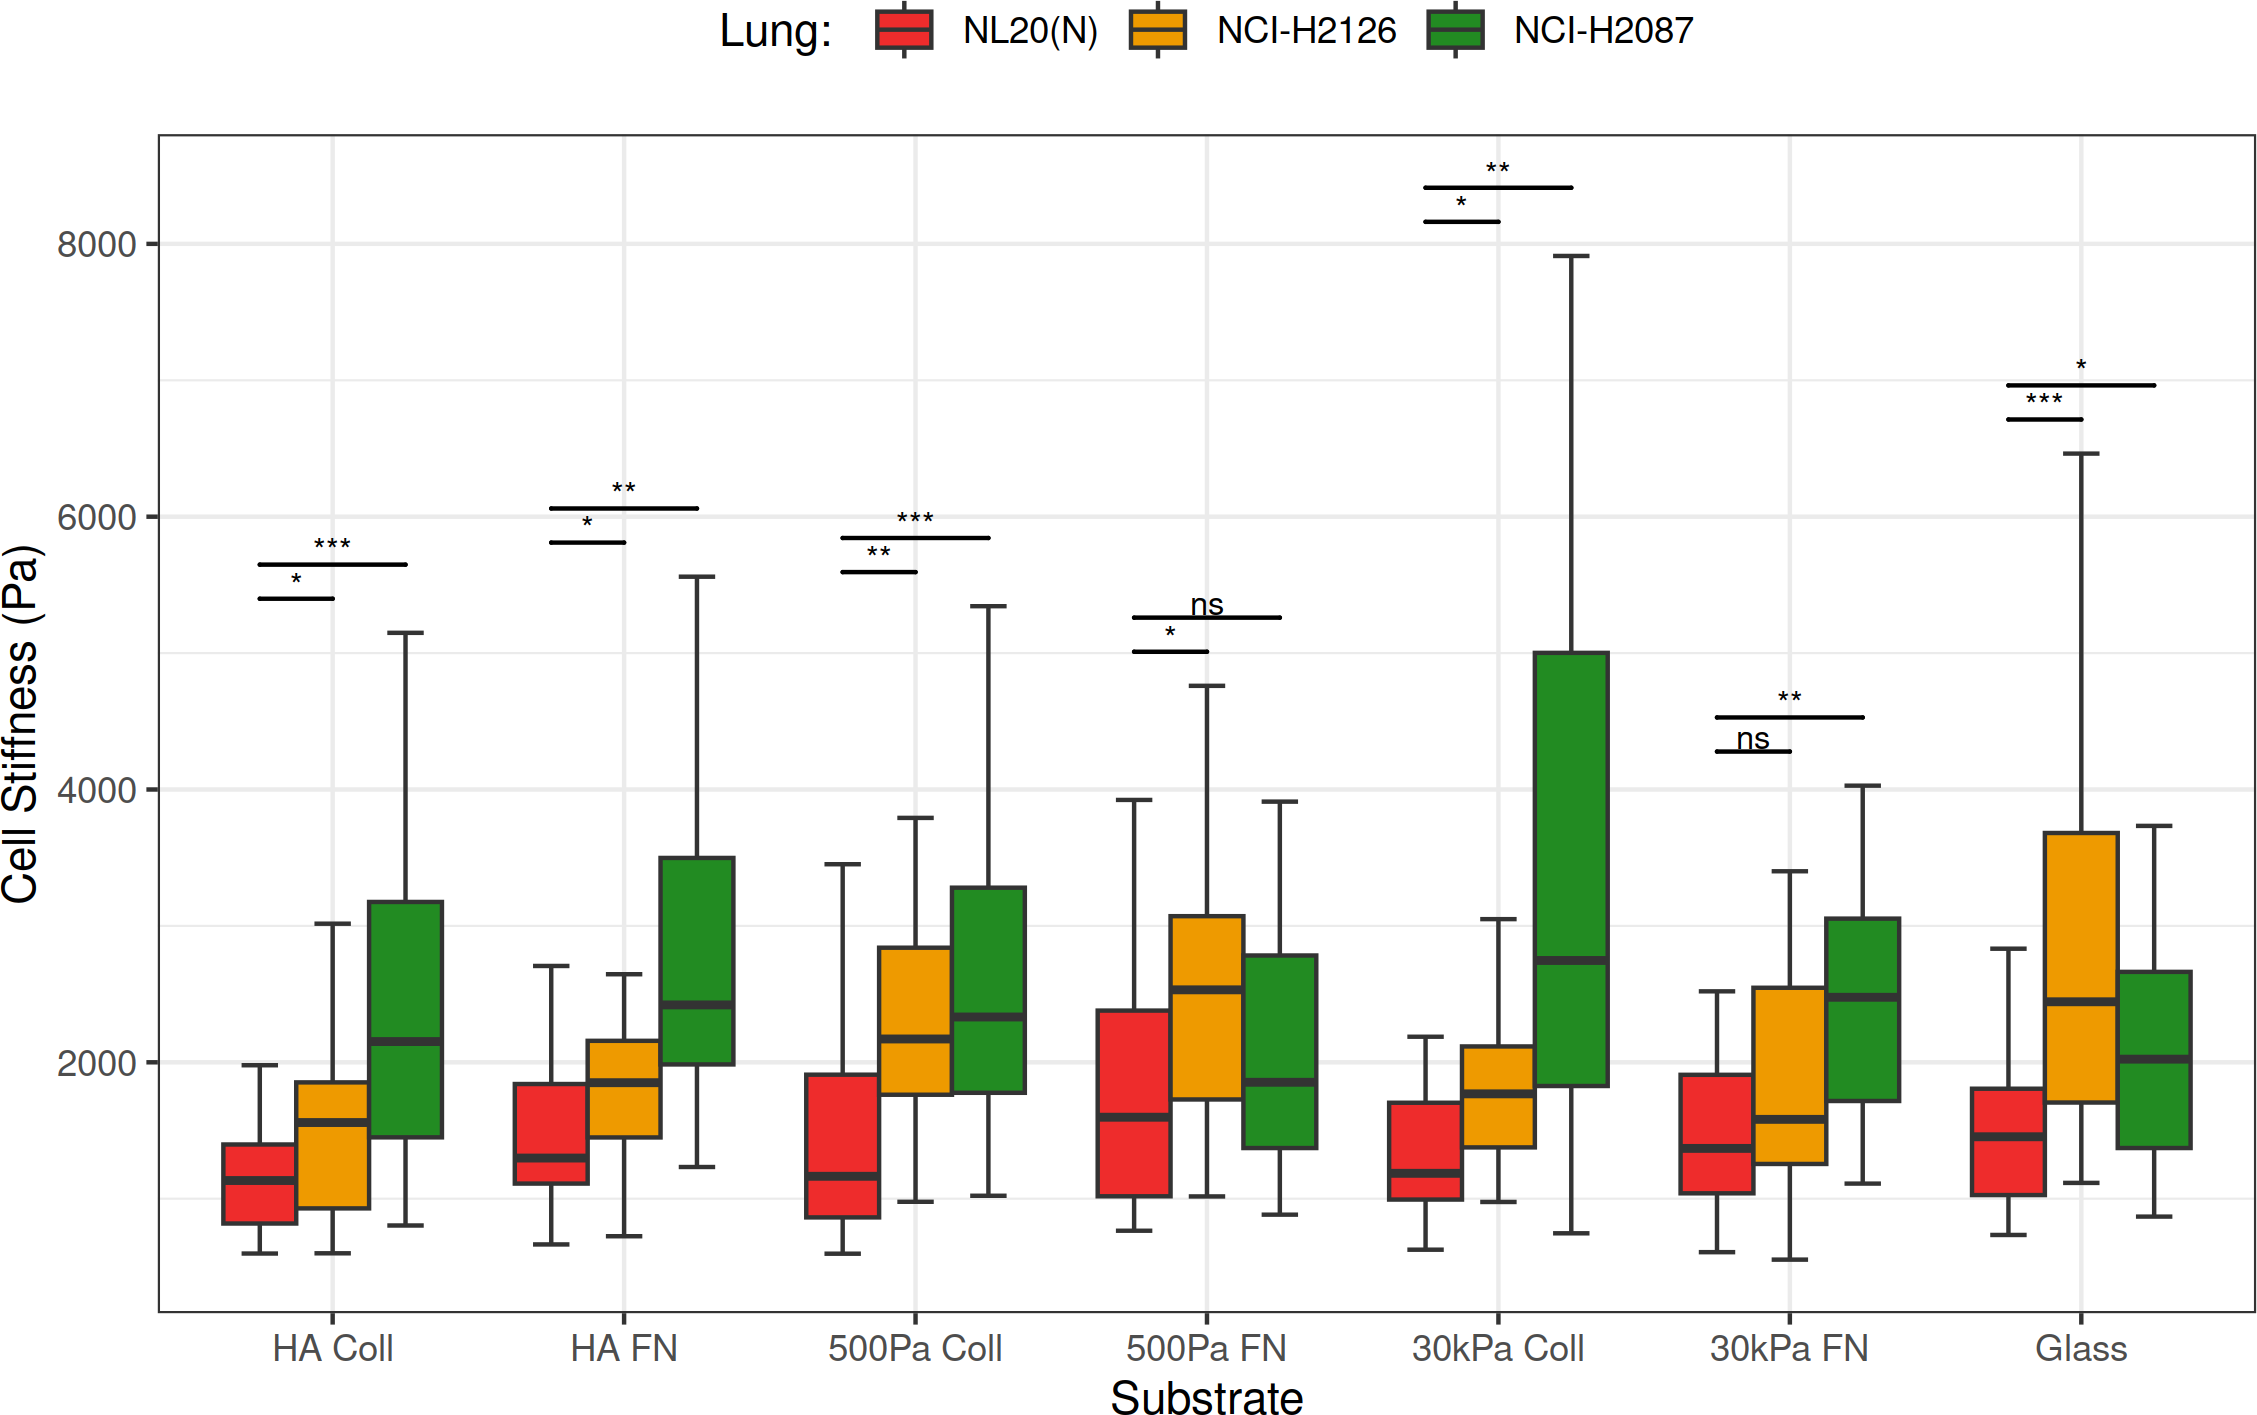 Lung: NL20(N) NCI-H2126 NCI-H2087
**
*
8000
*
***
**
*
6000
***
**
***
*
ns
*
**
ns
4000
2000
Cell Stiffness (Pa)
HA Coll HA FN 500Pa Coll 500Pa FN 30kPa Coll 30kPa FN Glass
Substrate